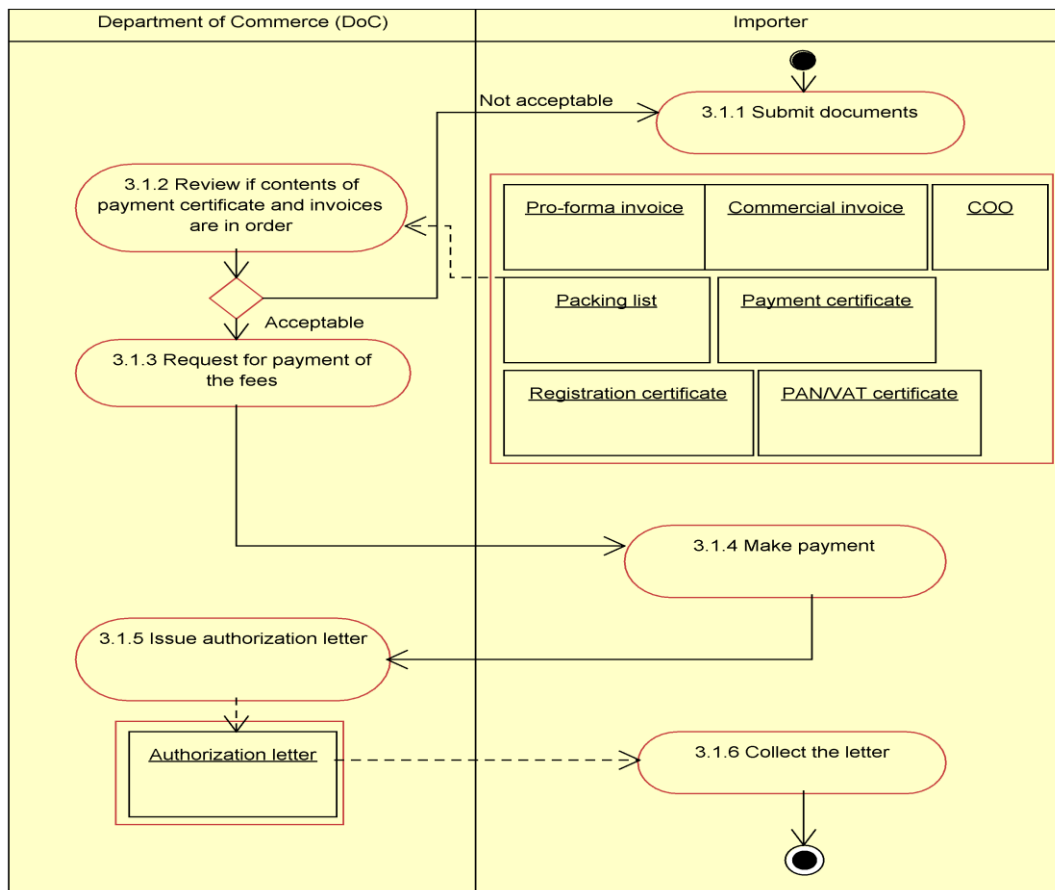 Department of Commerce (DoC)
Importer
Not acceptable
3.1.1 Submit documents
3.1.2 Review if contents of
payment certificate and invoices
are in order
Pro-forma invoice
Commercial invoice
COO
Packing list
Payment certificate
Acceptable
3.1.3 Request for payment of
the fees
Registration certificate
PAN/VAT certificate
3.1.4 Make payment
3.1.5 Issue authorization letter
Authorization letter
3.1.6 Collect the letter